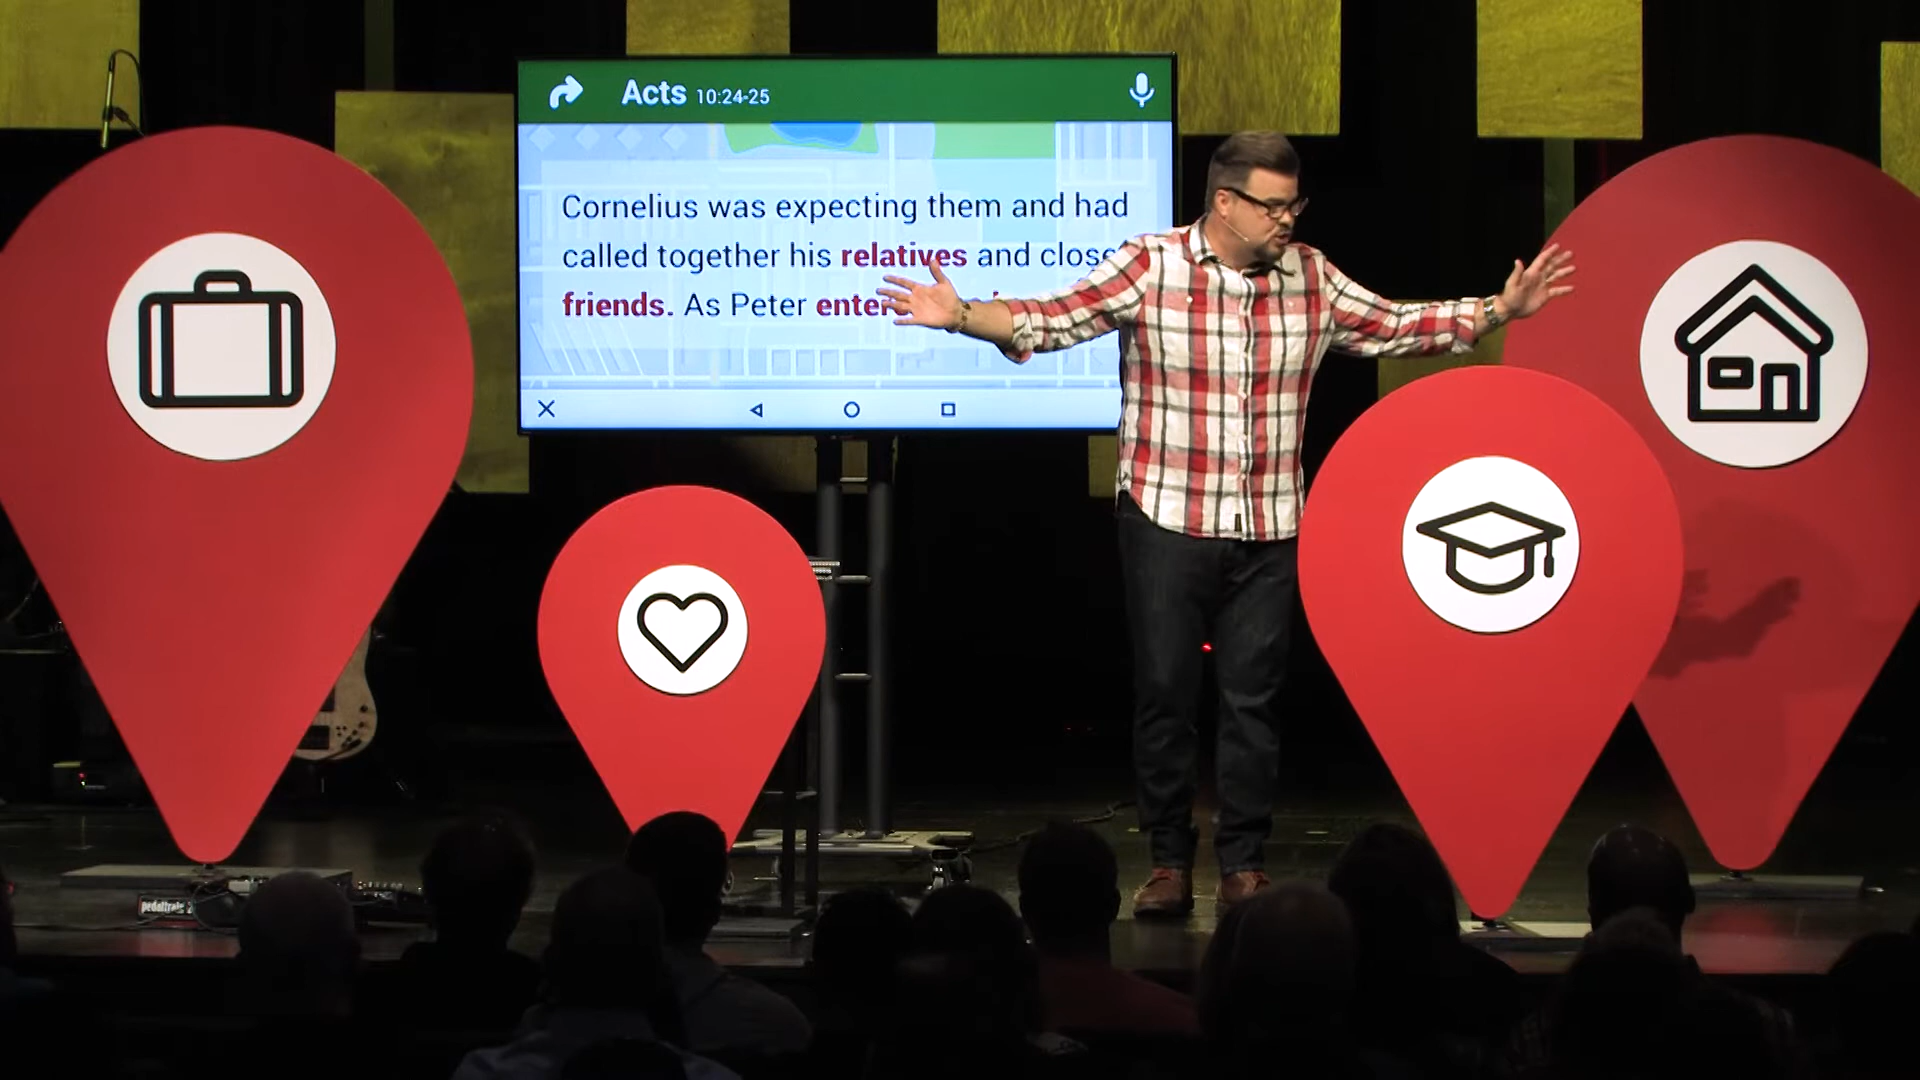 Acts 10:24-25
Cornelius was expecting them and had
called together his relatives and close
friends. As Peter
pedaltrain